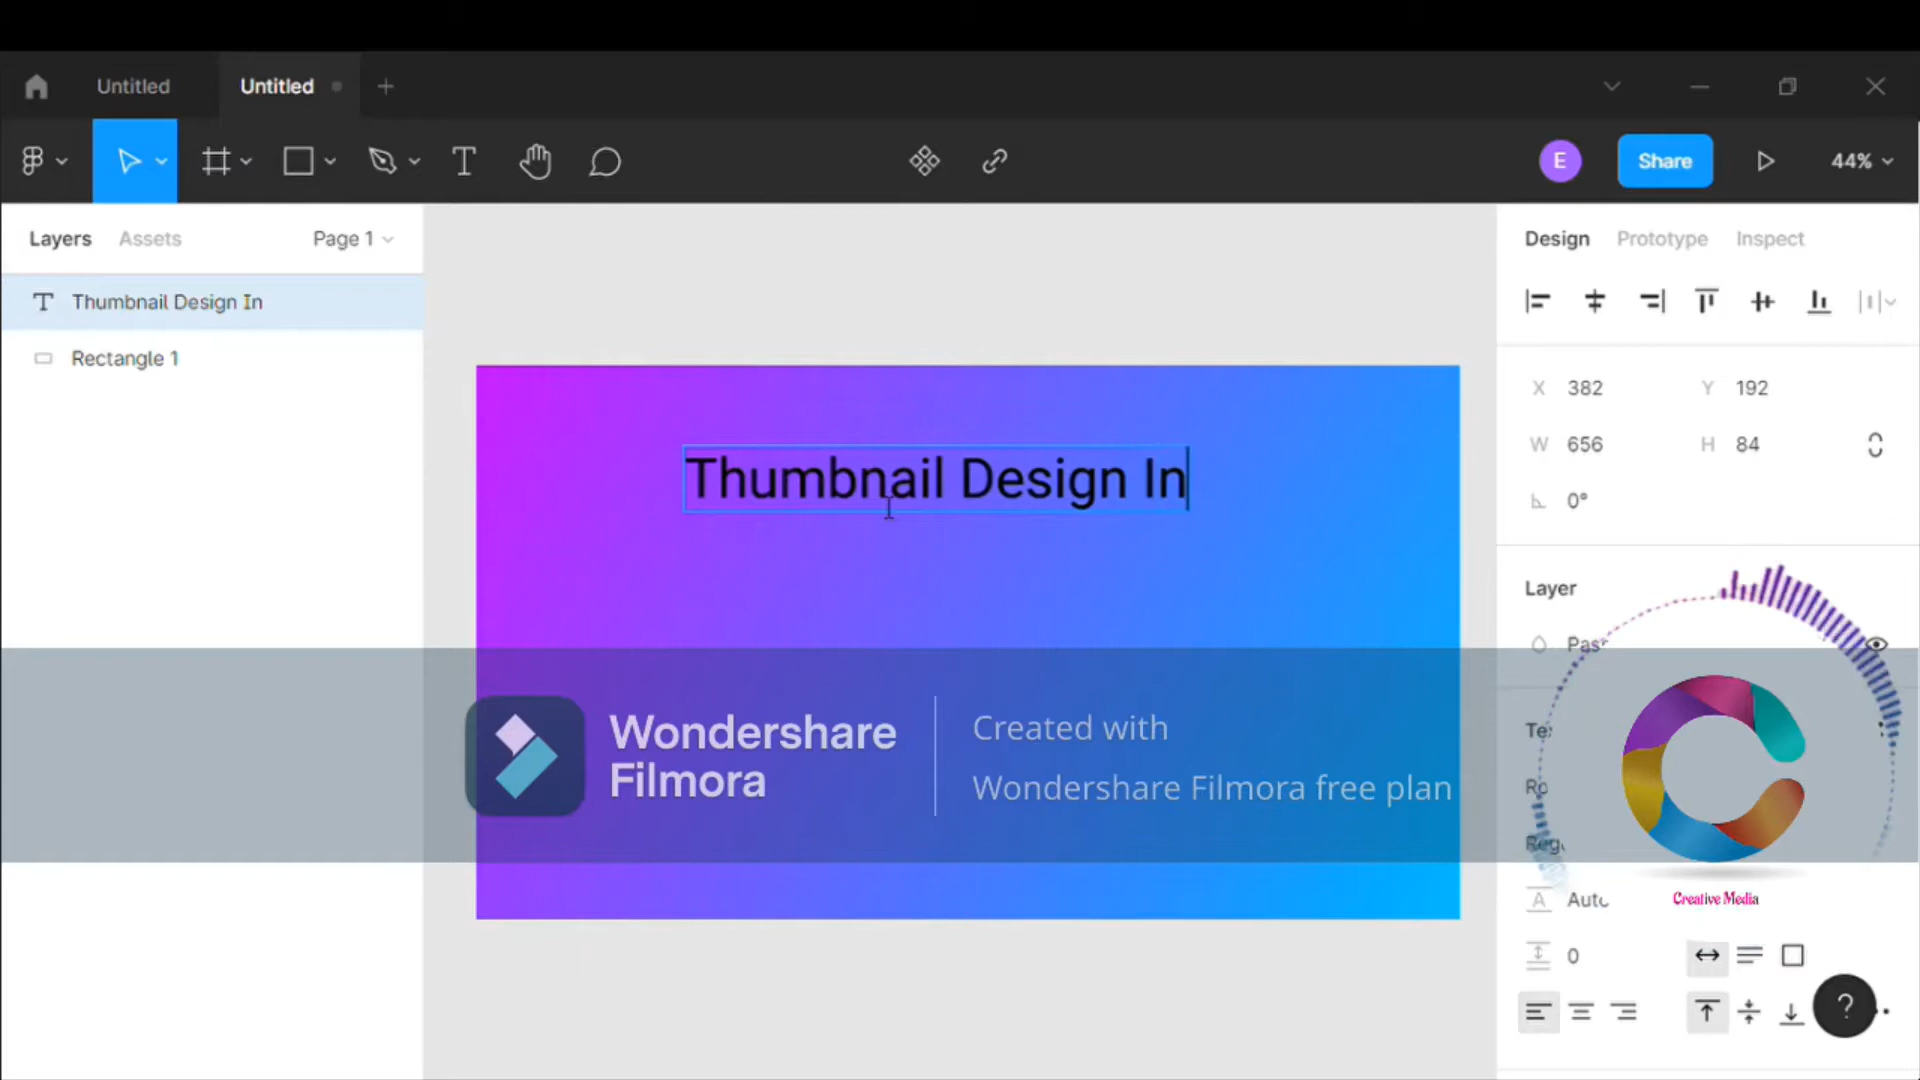 Untitled
Untitled
E
Share
44%
Layers
Assets
Page 1
Design
Prototype
Inspect
Thumbnail Design In
Rectangle 1
X 382
Y 192
W 656
H 84
0°
Thumbnail Design In
Layer
Wondershare
Filmora
Created with
Wondershare Filmora free plan
Creative Media
0
?